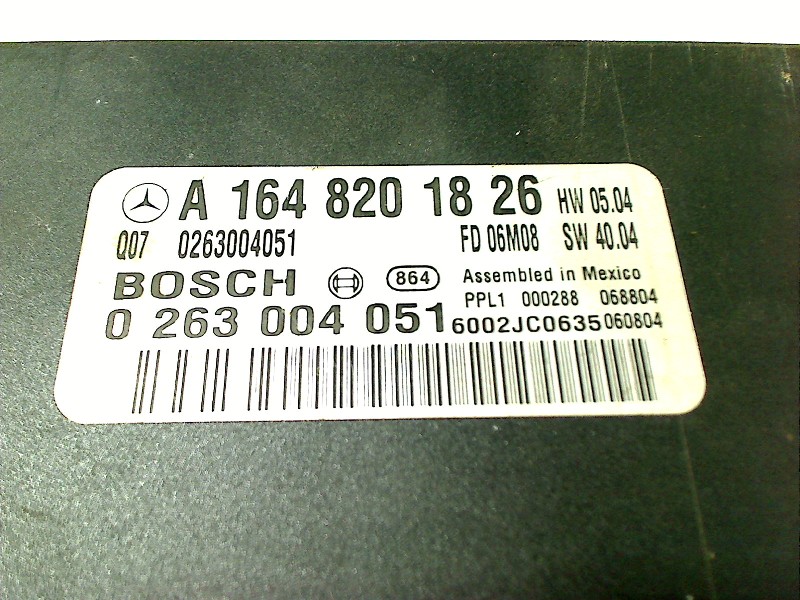 A 164 820 18 26 HW 05.04
Q07 0263004051 FD 06M08 SW 40.04
BOSCH 864 Assembled in Mexico
PPL1 000288 068804
0 263 004 051 6002JC0635 060804